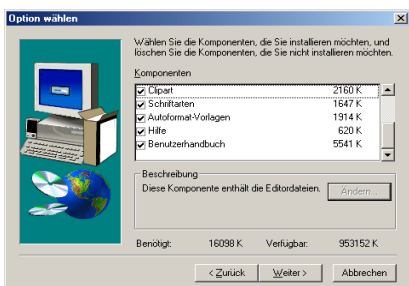 Option wählen
Wählen Sie die Komponenten, die Sie installieren möchten, und
löschen Sie die Komponenten, die Sie nicht installieren möchten.
Komponenten
Clipart 2160 K
Schriftarten 1647 K
Autoformat-Vorlagen 1914 K
Hilfe 620 K
Benutzerhandbuch 5541 K
Beschreibung
Diese Komponente enthält die Editordateien.
Ändern...
Benötigt: 16098 K Verfügbar: 953152 K
< Zurück Weiter > Abbrechen